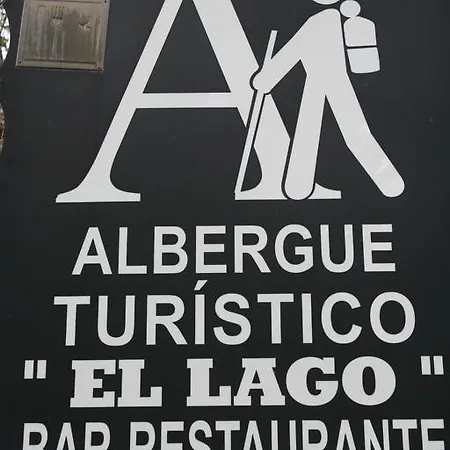 A
ALBERGUE
TURÍSTICO
" EL LAGO "
BAR RESTAURANTE